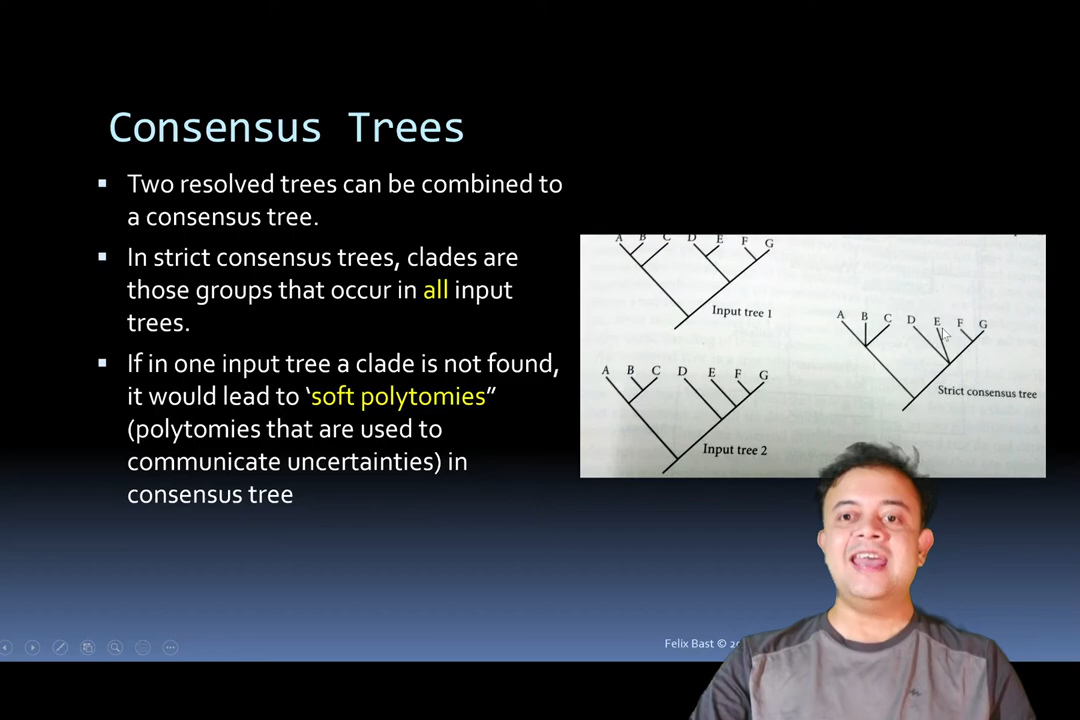 Consensus Trees
Two resolved trees can be combined to
a consensus tree.
In strict consensus trees, clades are
those groups that occur in all input
trees.
If in one input tree a clade is not found,
it would lead to ‘soft polytomies”
(polytomies that are used to
communicate uncertainties) in
consensus tree
A B C D E F G
Input tree 1
A B C D E F G
Input tree 2
A B C D E F G
Strict consensus tree
Felix Bast ©